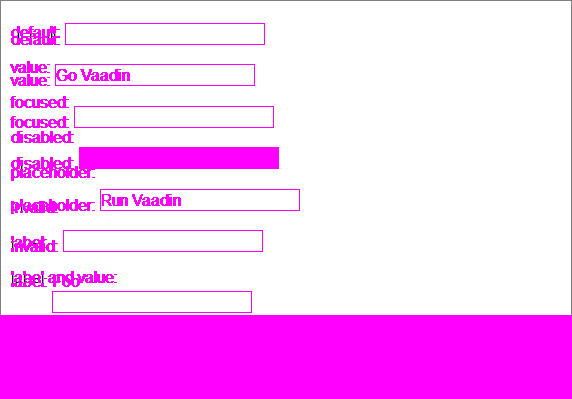 default:
default:
value:
value: Go Vaadin
focused:
focused:
disabled:
disabled:
placeholder:
placeholder: Run Vaadin
invalid:
label:
invalid:
label and value:
label: Foo